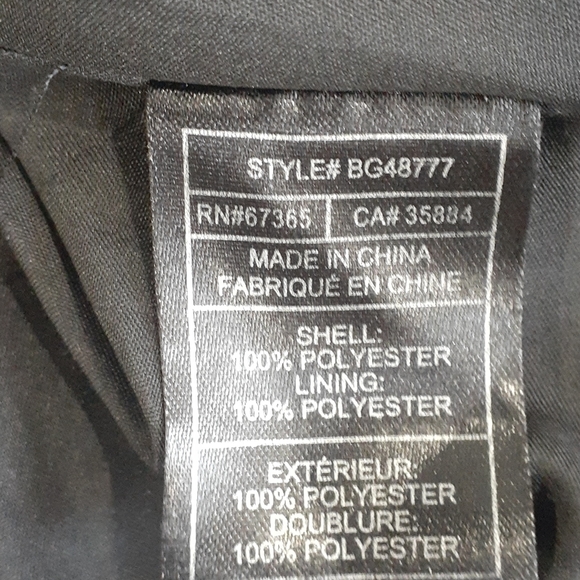 STYLE# BG48777
RN#67365 CA# 35884
MADE IN CHINA
FABRIQUÉ EN CHINE
SHELL:
100% POLYESTER
LINING:
100% POLYESTER
EXTÉRIEUR:
100% POLYESTER
DOUBLURE:
100% POLYESTER